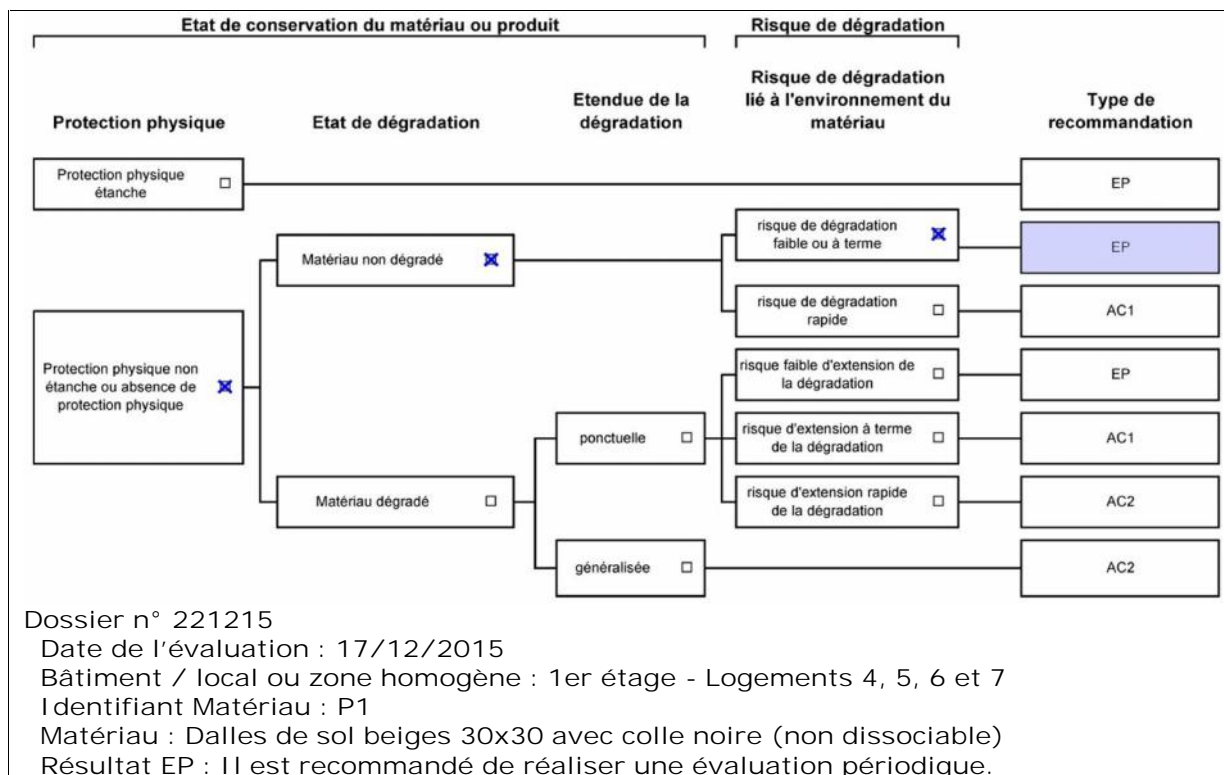 Etat de conservation du matériau ou produit
Risque de dégradation
Protection physique
Etat de dégradation
Etendue de la
dégradation
Risque de dégradation
lié à l'environnement du
matériau
Type de
recommandation
Protection physique
étanche
EP
risque de dégradation
faible ou à terme
EP
Matériau non dégradé
risque de dégradation
rapide
AC1
Protection physique non
étanche ou absence de
protection physique
risque faible d'extension de
la dégradation
EP
ponctuelle
risque d'extension à terme
de la dégradation
AC1
Matériau dégradé
risque d'extension rapide
de la dégradation
AC2
généralisée
AC2
Dossier n° 221215
Date de l'évaluation : 17/12/2015
Bâtiment / local ou zone homogène : 1er étage - Logements 4, 5, 6 et 7
Identifiant Matériau : P1
Matériau : Dalles de sol beiges 30x30 avec colle noire (non dissociable)
Résultat EP : Il est recommandé de réaliser une évaluation périodique.